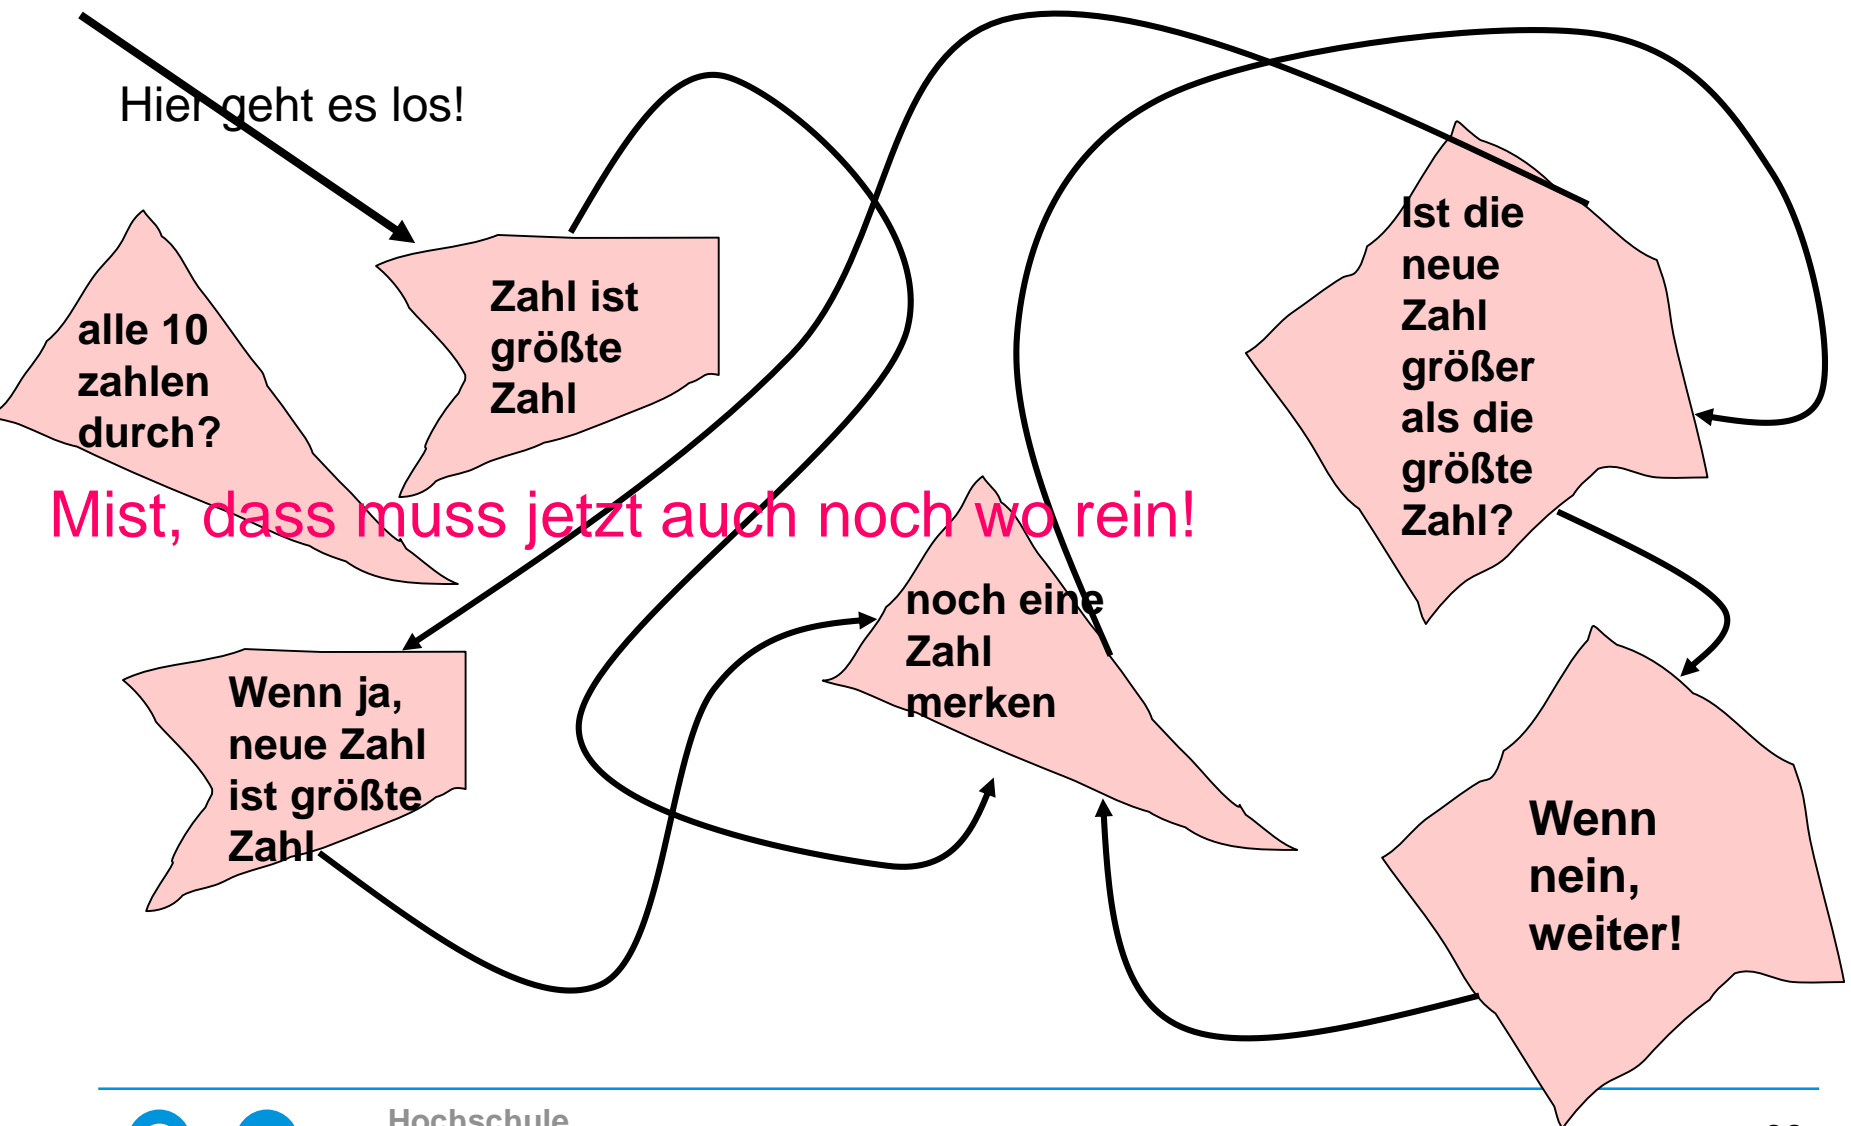 Hier geht es los!
alle 10
zahlen
durch?
Zahl ist
größte
Zahl
Ist die
neue
Zahl
größer
als die
größte
Zahl?
Mist, dass muss jetzt auch noch wo rein!
noch eine
Zahl
merken
Wenn ja,
neue Zahl
ist größte
Zahl
Wenn
nein,
weiter!
Hochschule